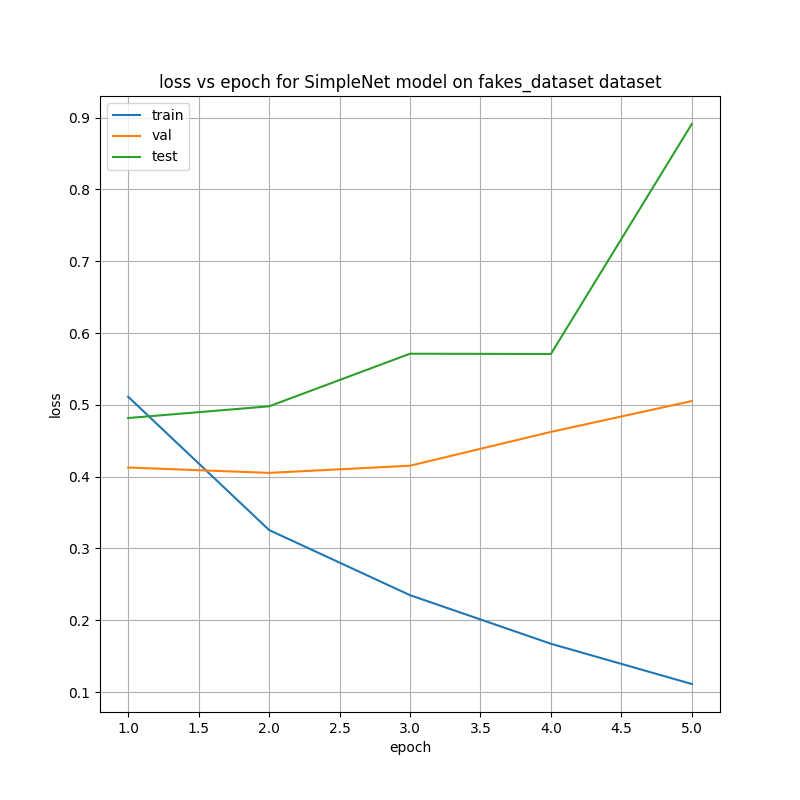 loss vs epoch for SimpleNet model on fakes_dataset dataset
train
val
test
0.9
0.8
0.7
0.6
0.5
0.4
0.3
0.2
0.1
loss
1.0 1.5 2.0 2.5 3.0 3.5 4.0 4.5 5.0
epoch